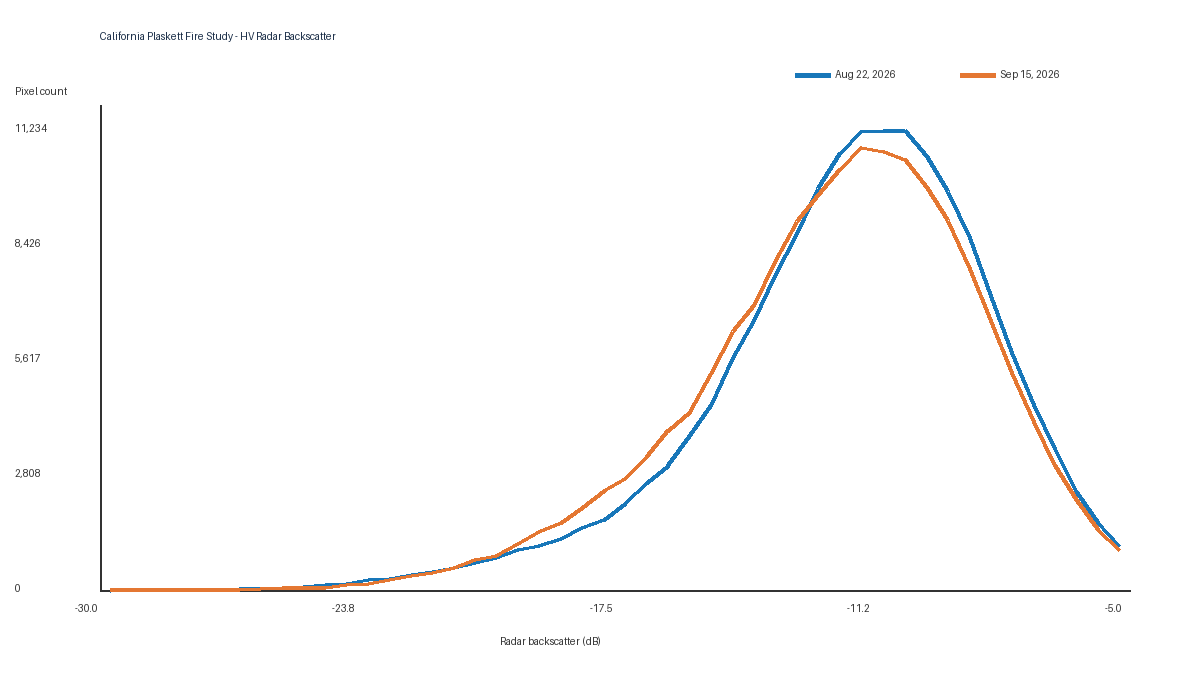 California Plaskett Fire Study - HV Radar Backscatter
Aug 22, 2026
Sep 15, 2026
Pixel count
11,234
8,426
5,617
2,808
0
-30.0
-23.8
-17.5
-11.2
-5.0
Radar backscatter (dB)